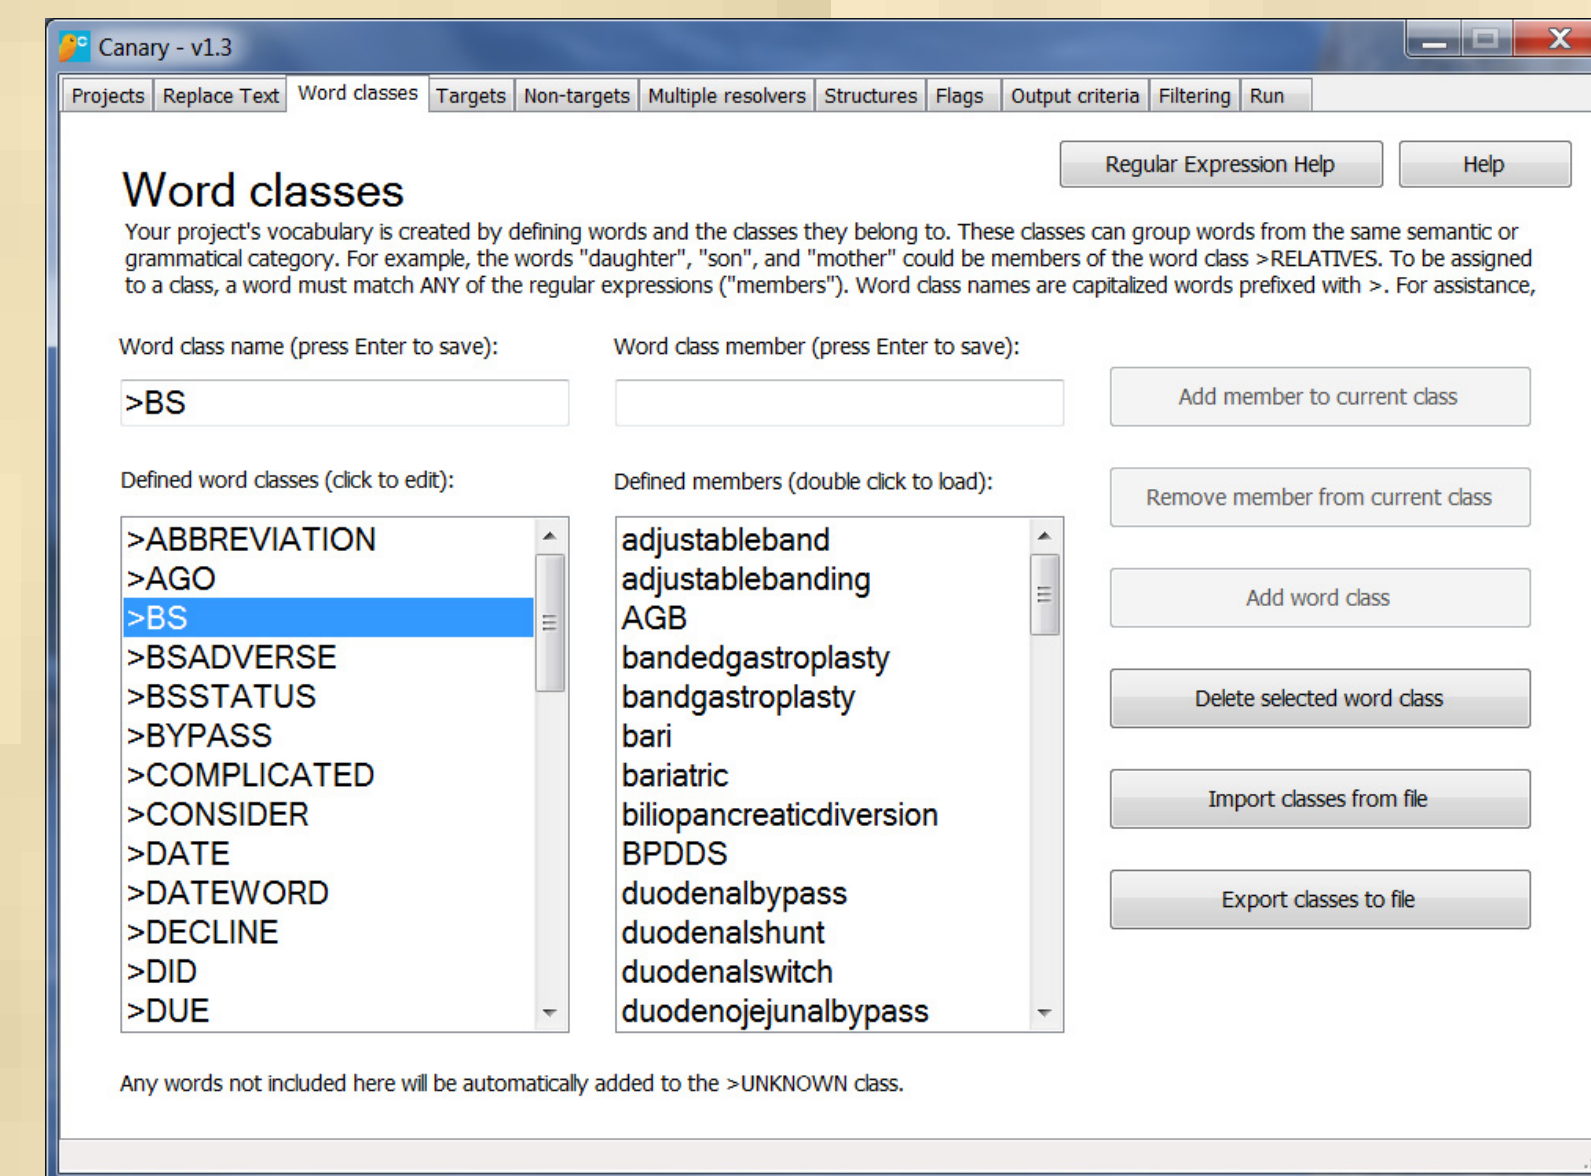 Canary - v1.3
Projects Replace Text Word classes Targets Non-targets Multiple resolvers Structures Flags Output criteria Filtering Run
Regular Expression Help Help
Word classes
Your project's vocabulary is created by defining words and the classes they belong to. These classes can group words from the same semantic or
grammatical category. For example, the words "daughter", "son", and "mother" could be members of the word class >RELATIVES. To be assigned
to a class, a word must match ANY of the regular expressions ("members"). Word class names are capitalized words prefixed with >. For assistance,
Word class name (press Enter to save):
>BS
Defined word classes (click to edit):
>ABBREVIATION
>AGO
>BS
>BSADVERSE
>BSSTATUS
>BYPASS
>COMPLICATED
>CONSIDER
>DATE
>DATEWORD
>DECLINE
>DID
>DUE
Word class member (press Enter to save):
Defined members (double click to load):
adjustableband
adjustablebanding
AGB
bandedgastroplasty
bandgastroplasty
bari
bariatric
biliopancreaticdiversion
BPDDS
duodenalbypass
duodenalshunt
duodenalswitch
duodenojejunalbypass
Add member to current class
Remove member from current class
Add word class
Delete selected word class
Import classes from file
Export classes to file
Any words not included here will be automatically added to the >UNKNOWN class.